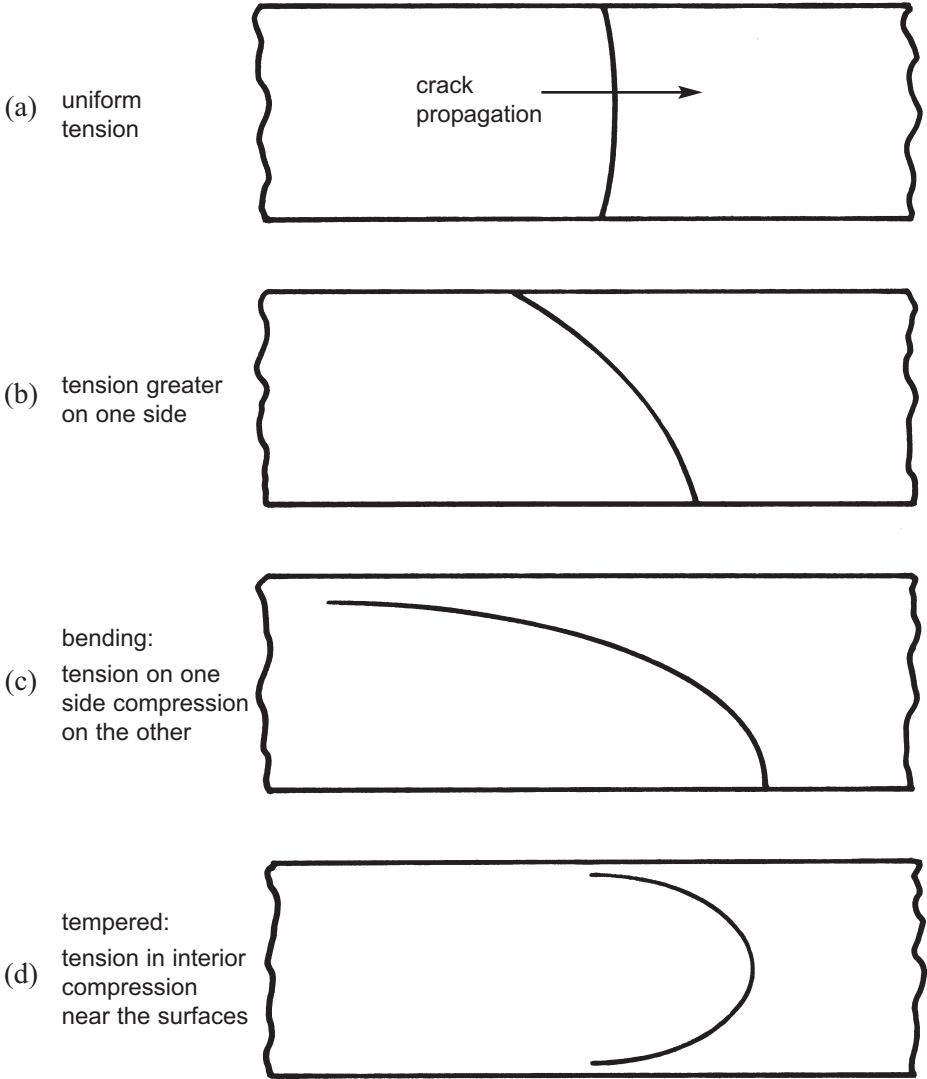 (a)
uniform
tension
crack
propagation
(b)
tension greater
on one side
(c)
bending:
tension on one
side compression
on the other
(d)
tempered:
tension in interior
compression
near the surfaces